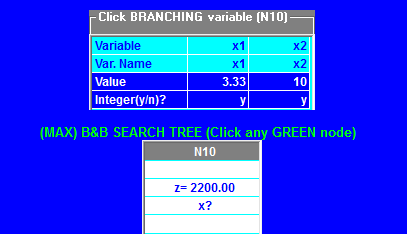 Click BRANCHING variable (N10)
Variable x1 x2
Var. Name x1 x2
Value 3.33 10
Integer(y/n)? y y
(MAX) B&B SEARCH TREE (Click any GREEN node)
N10
z= 2200.00
x?